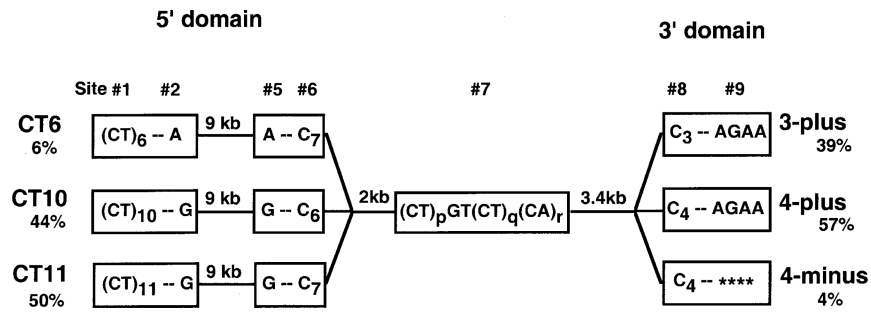 5' domain
3' domain
Site #1 #2 #5 #6 #7 #8 #9
CT6 (CT)6 -- A 9 kb A -- C7 C3 -- AGAA 3-plus
6% 39%
CT10 (CT)10 -- G 9 kb G -- C6 2kb (CT)pGT(CT)q(CA)r 3.4kb C4 -- AGAA 4-plus
44% 57%
CT11 (CT)11 -- G 9 kb G -- C7 C4 -- **** 4-minus
50% 4%